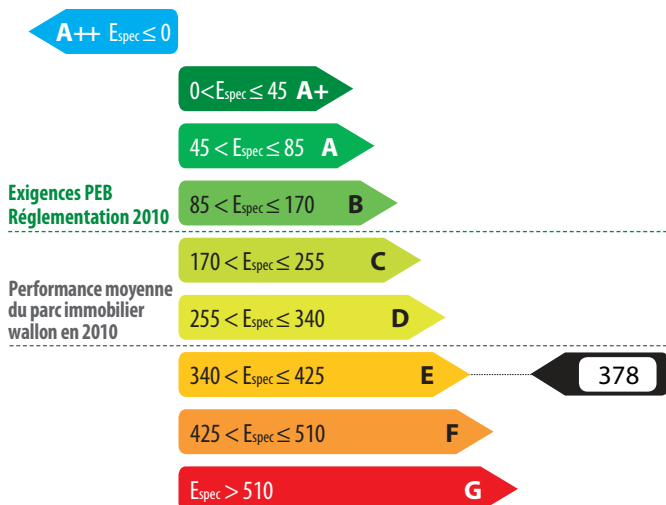 A++ Espec ≤ 0
0<Espec ≤ 45 A+
45 < Espec ≤ 85 A
Exigences PEB
Réglementation 2010
85 < Espec ≤ 170 B
170 < Espec ≤ 255 C
Performance moyenne
du parc immobilier
wallon en 2010
255 < Espec ≤ 340 D
340 < Espec ≤ 425 E
378
425 < Espec ≤ 510 F
Espec > 510 G